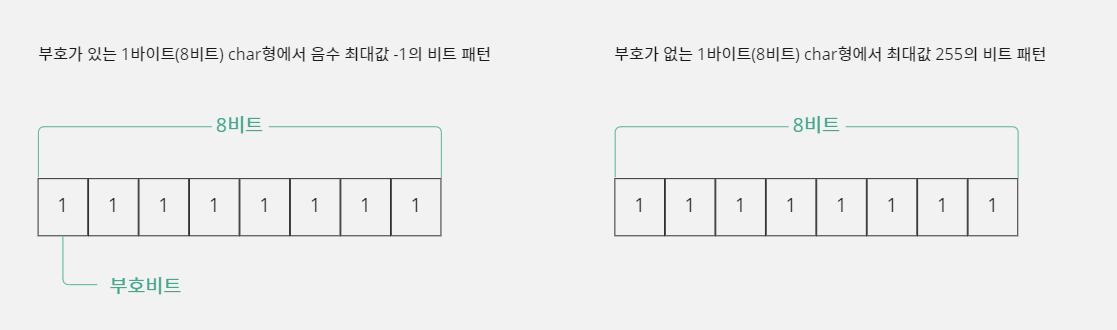 부호가 있는 1바이트(8비트) char형에서 음수 최대값 -1의 비트 패턴
8비트
1 1 1 1 1 1 1 1
부호비트
부호가 없는 1바이트(8비트) char형에서 최대값 255의 비트 패턴
8비트
1 1 1 1 1 1 1 1